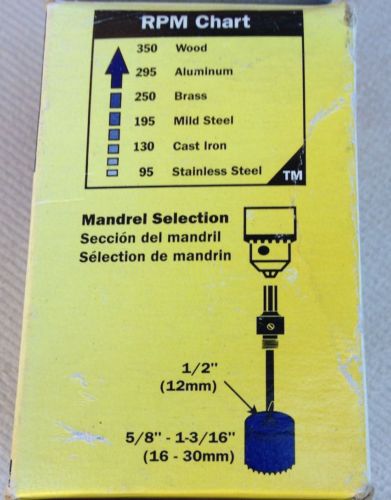 RPM Chart
350 Wood
295 Aluminum
250 Brass
195 Mild Steel
130 Cast Iron
95 Stainless Steel
TM
Mandrel Selection
Sección del mandril
Sélection de mandrin
1/2"
(12mm)
5/8" - 1-3/16"
(16 - 30mm)